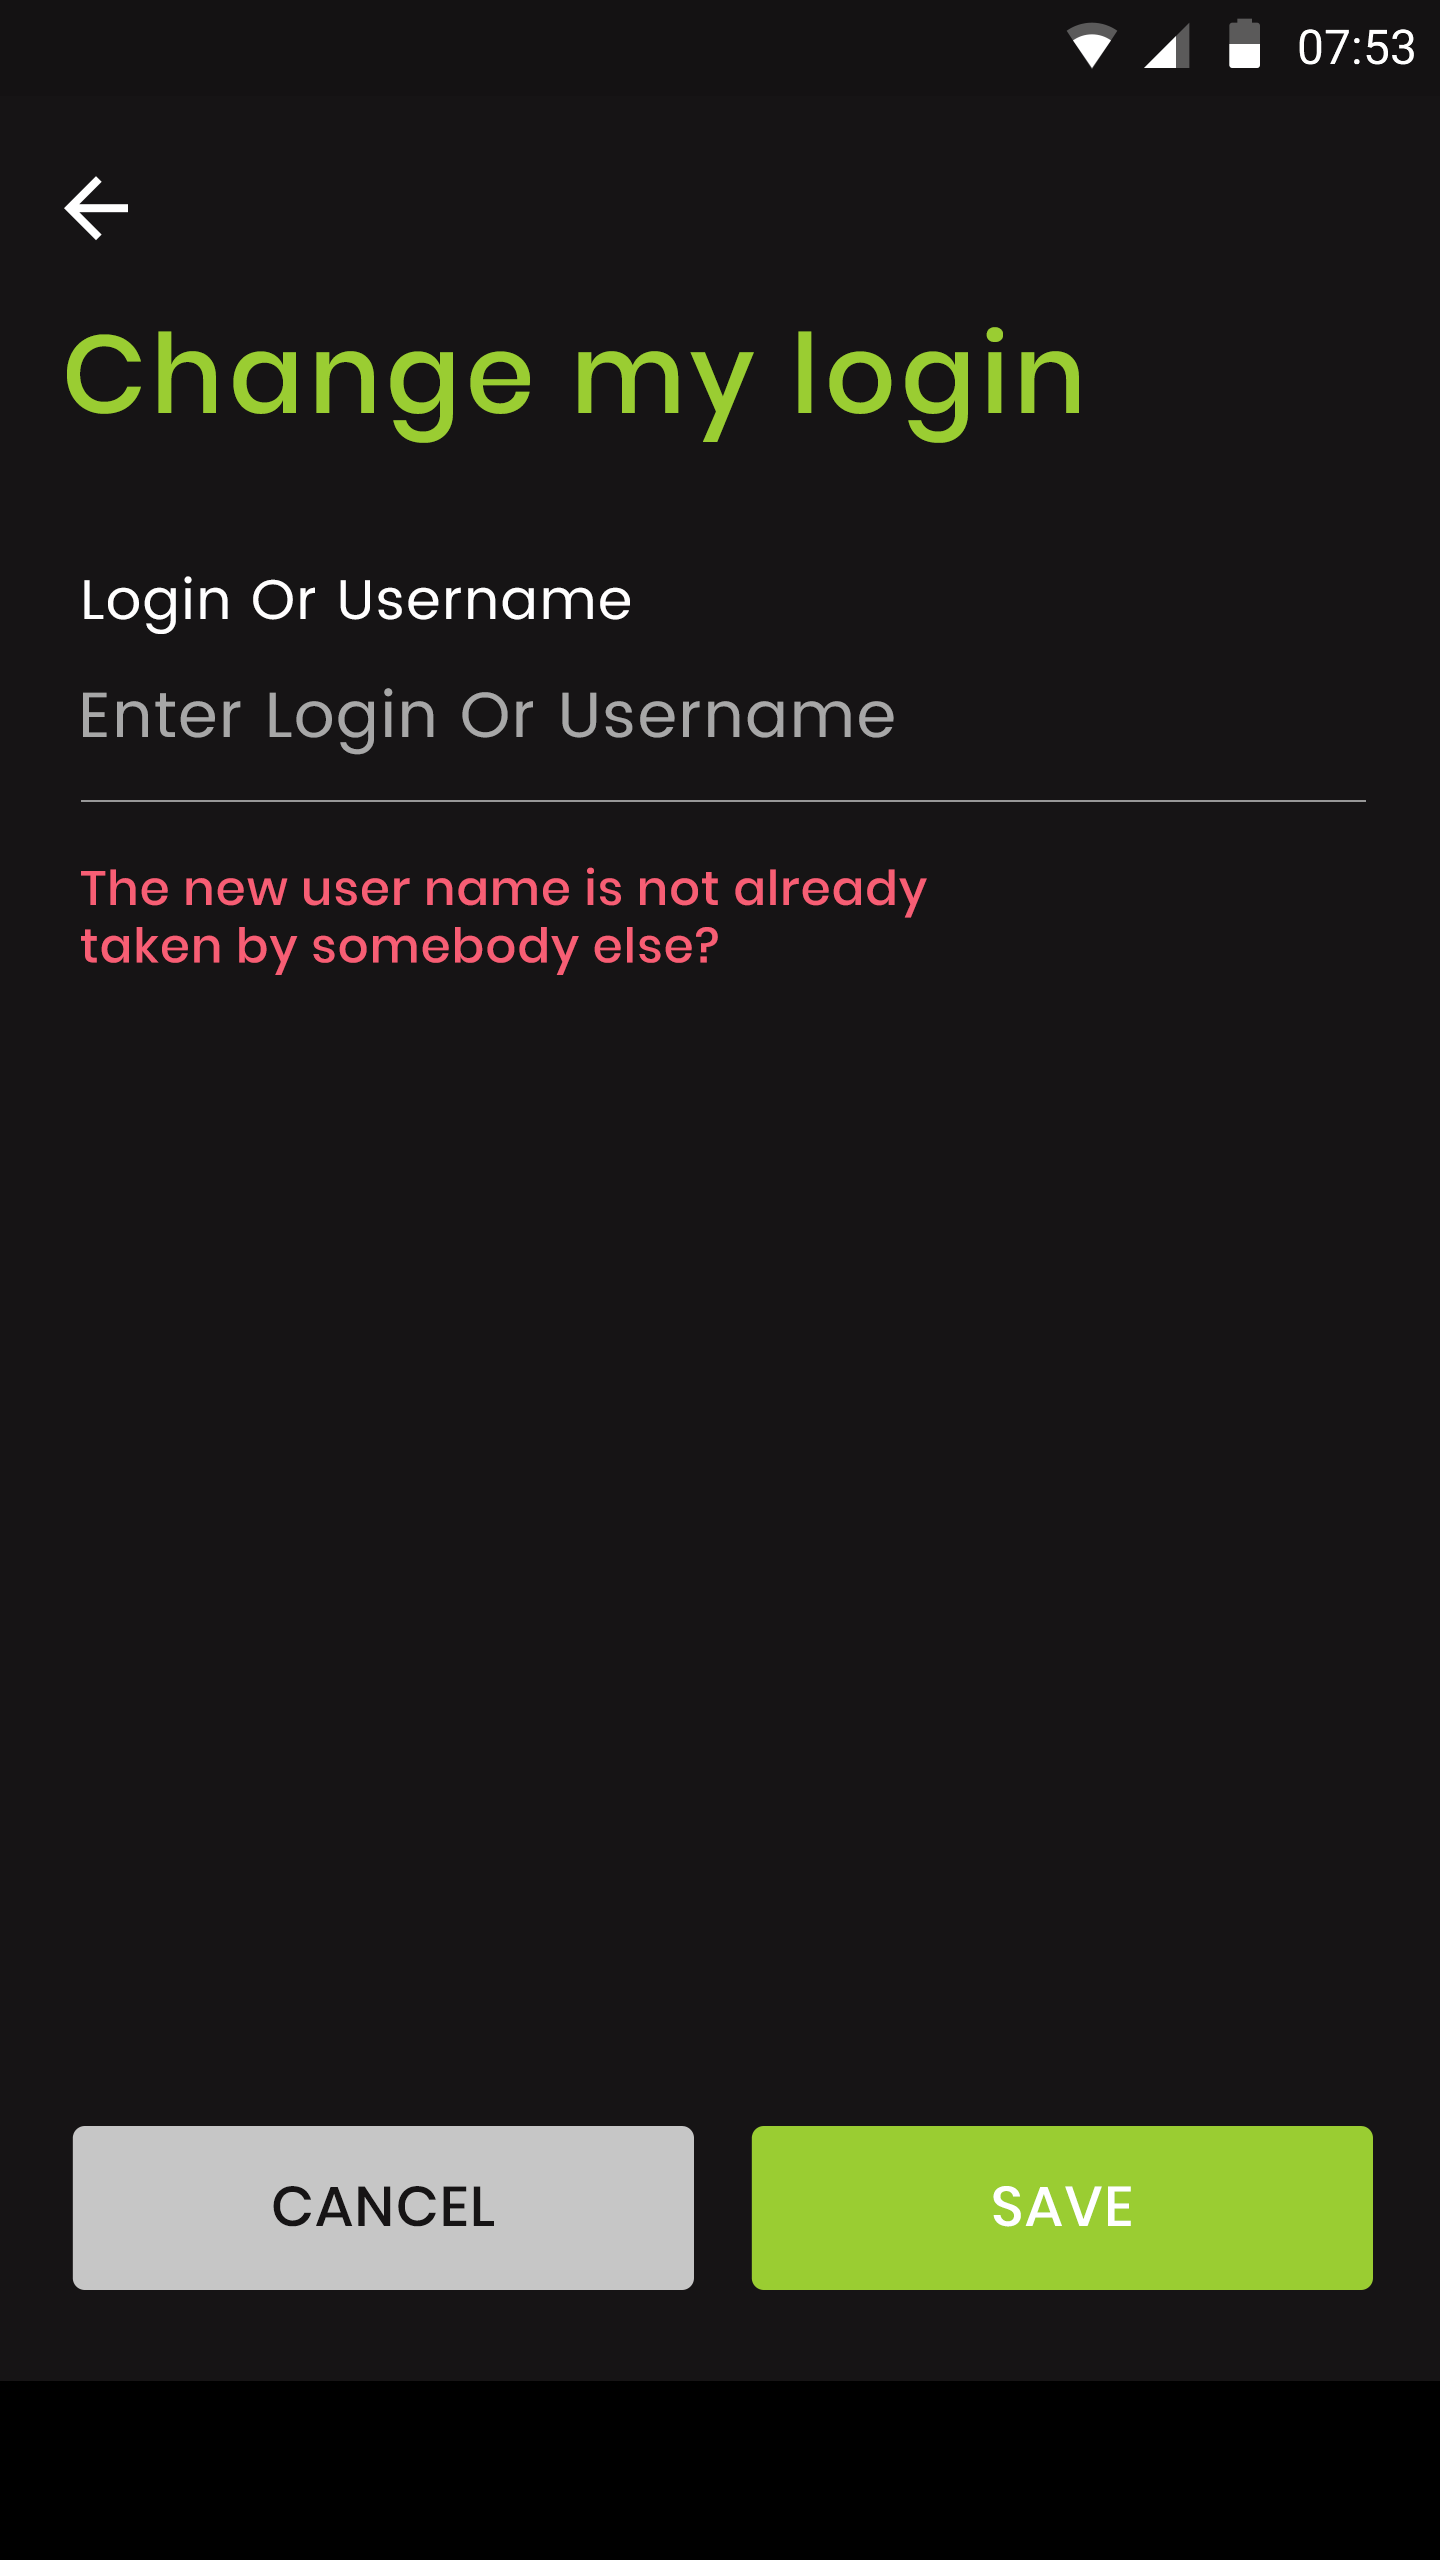 07:53
Change my login
Login Or Username
Enter Login Or Username
The new user name is not already
taken by somebody else?
CANCEL
SAVE